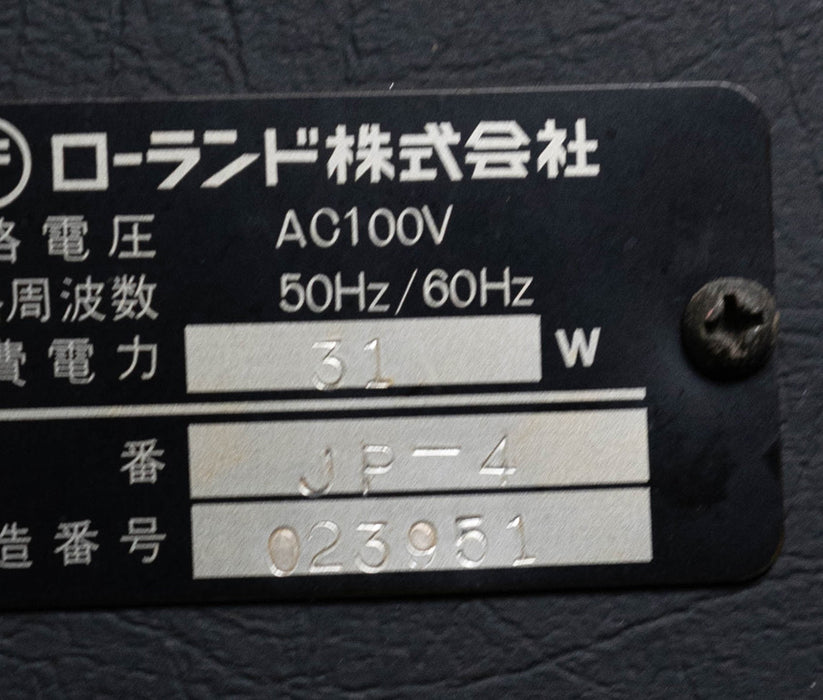 〒 ローランド株式会社
格電圧 AC100V
周波数 50Hz/60Hz
費電力 31 W
番 JP-4
造番号 023951